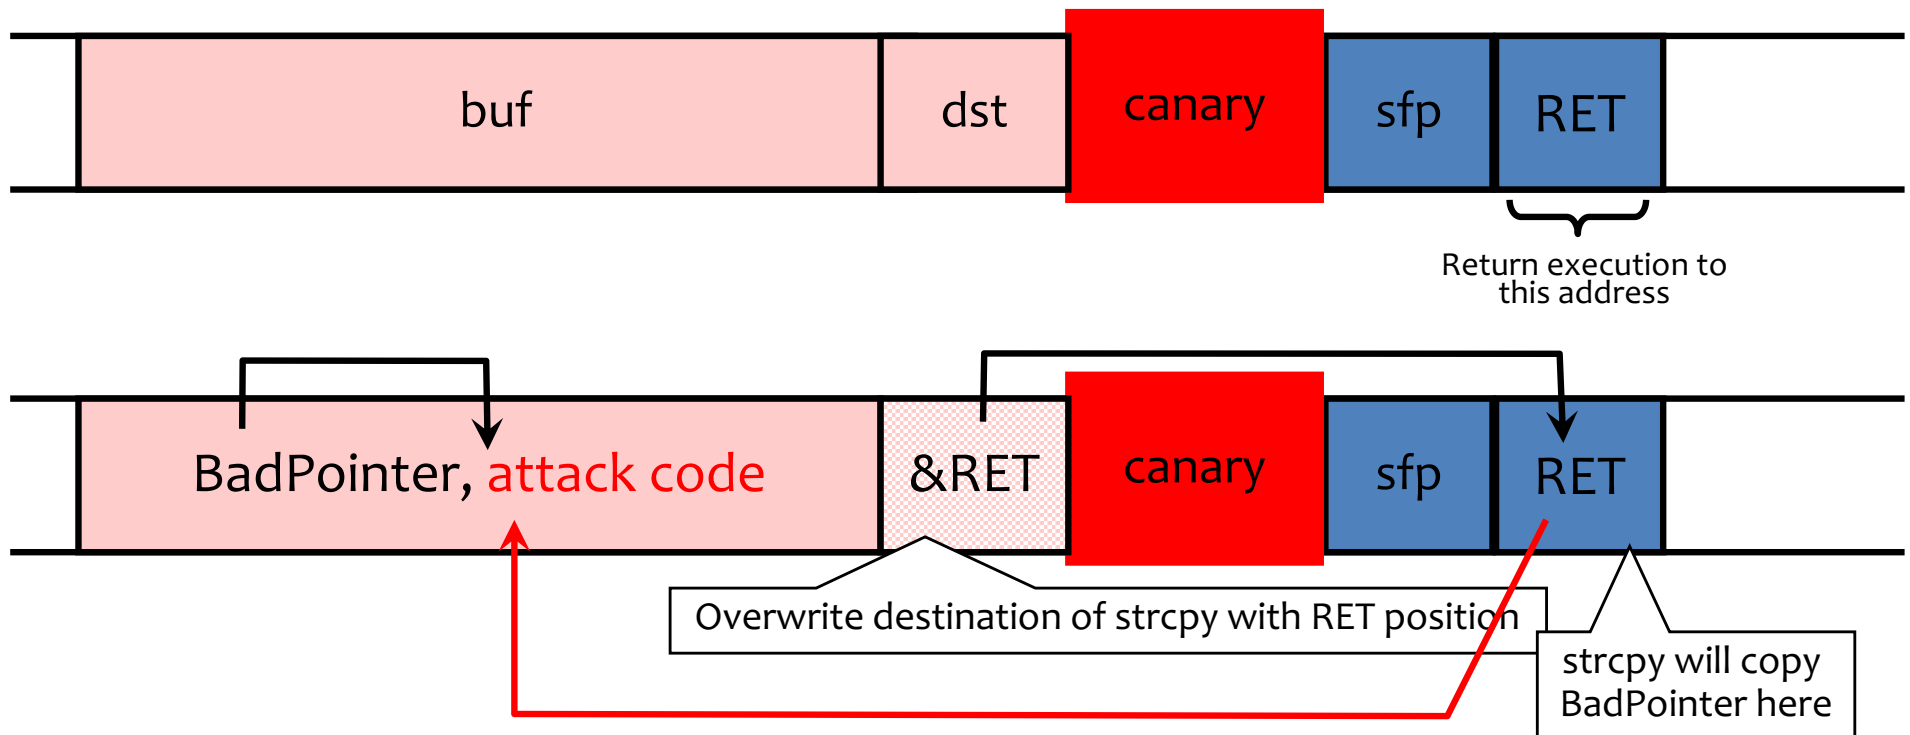 buf
dst
canary
sfp
RET
Return execution to
this address
BadPointer, attack code
&RET
canary
sfp
RET
Overwrite destination of strcpy with RET position
strcpy will copy
BadPointer here